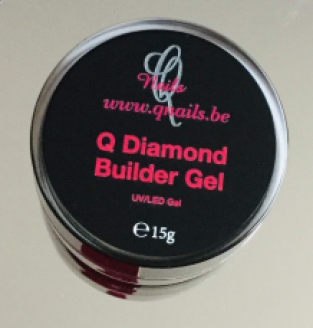 Q
Nails
www.qnails.be
Q Diamond
Builder Gel
UV/LED Gel
℮15g